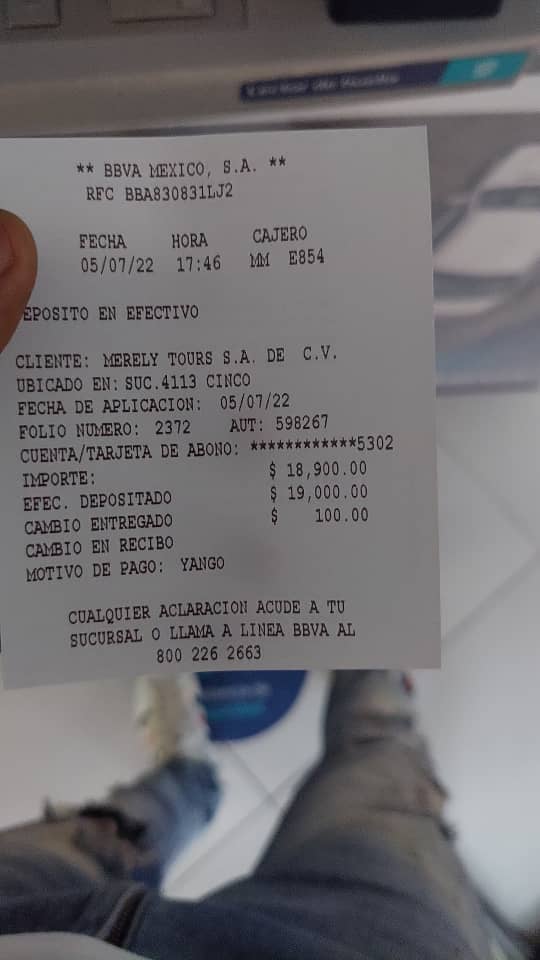 ** BBVA MEXICO, S.A. **
RFC BBA830831LJ2
FECHA HORA CAJERO
05/07/22 17:46 MM E854
EPOSITO EN EFECTIVO
CLIENTE: MERELY TOURS S.A. DE C.V.
UBICADO EN: SUC.4113 CINCO
FECHA DE APLICACION: 05/07/22
FOLIO NUMERO: 2372 AUT: 598267
CUENTA/TARJETA DE ABONO: ************5302
IMPORTE: $ 18,900.00
EFEC. DEPOSITADO $ 19,000.00
CAMBIO ENTREGADO $ 100.00
CAMBIO EN RECIBO
MOTIVO DE PAGO: YANGO
CUALQUIER ACLARACION ACUDE A TU
SUCURSAL O LLAMA A LINEA BBVA AL
800 226 2663